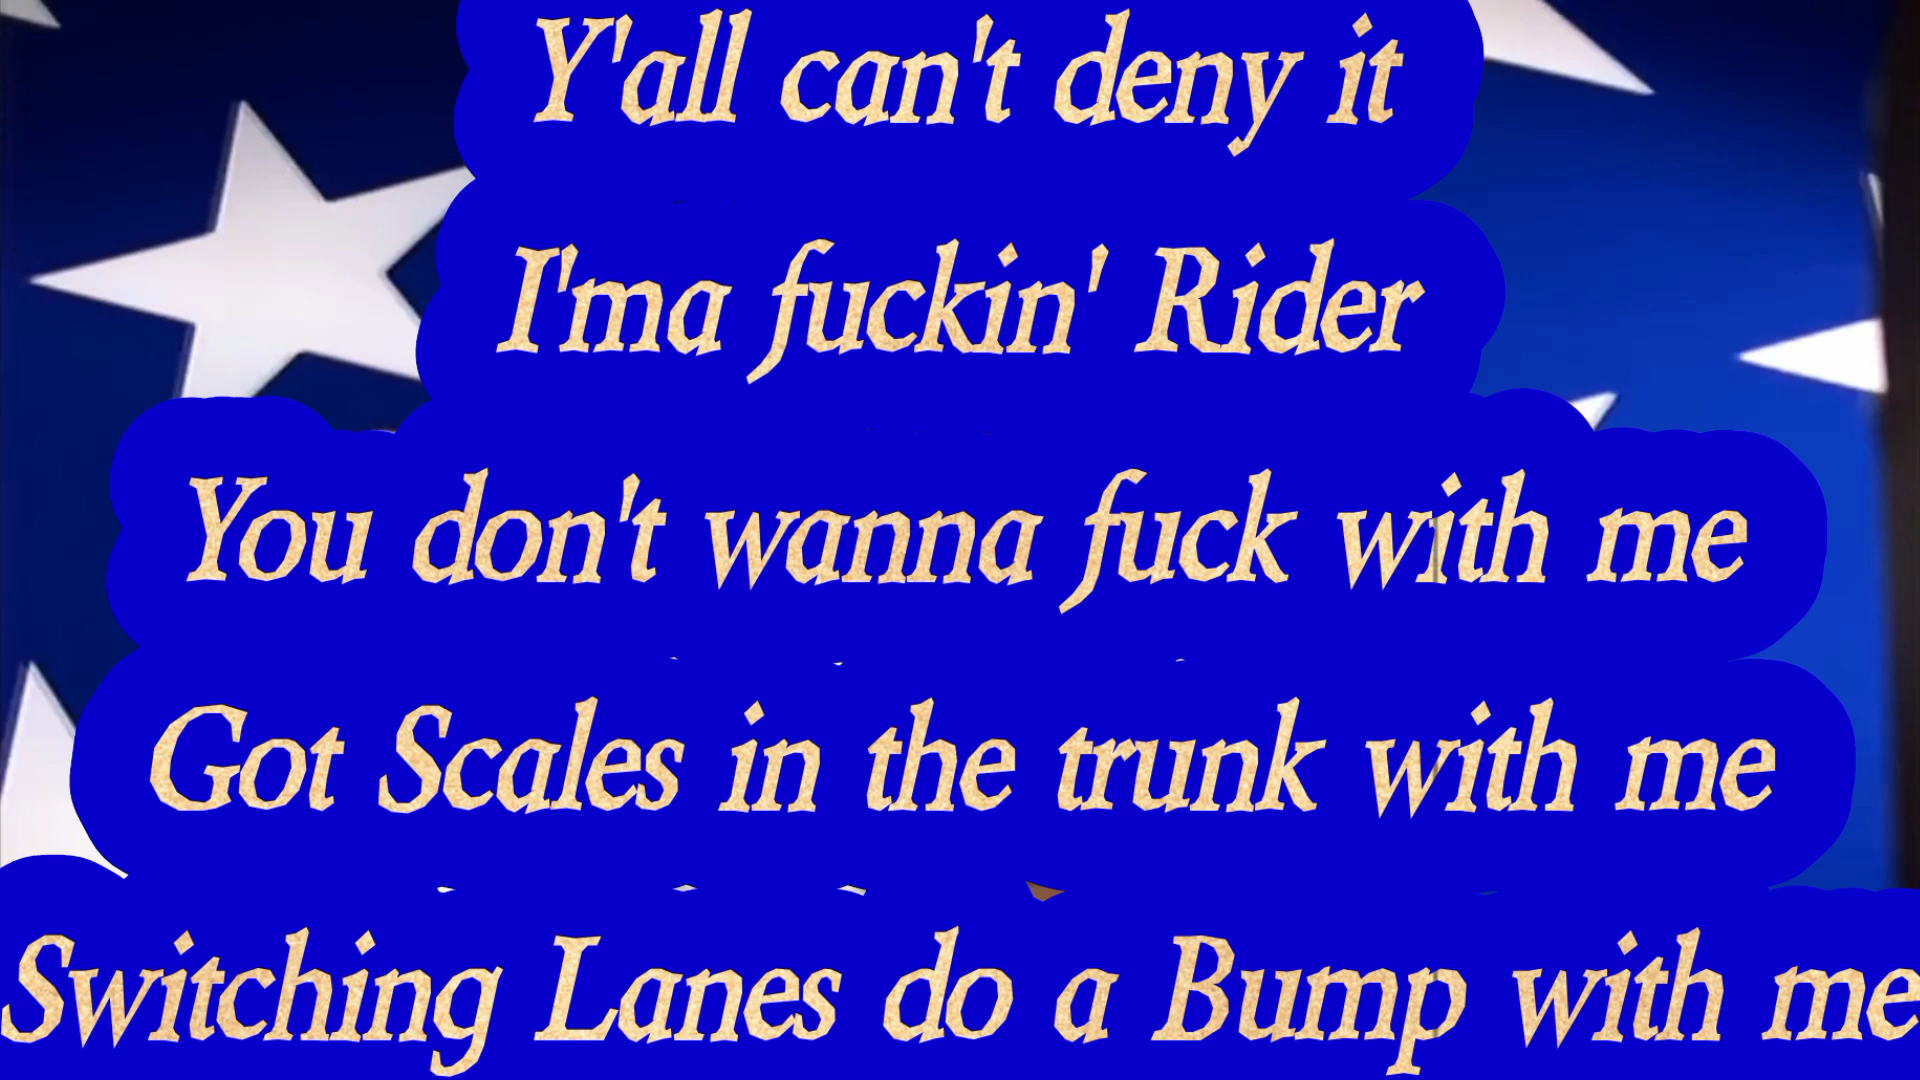 Y'all can't deny it
I'ma fuckin' Rider
You don't wanna fuck with me
Got Scales in the trunk with me
Switching Lanes do a Bump with me